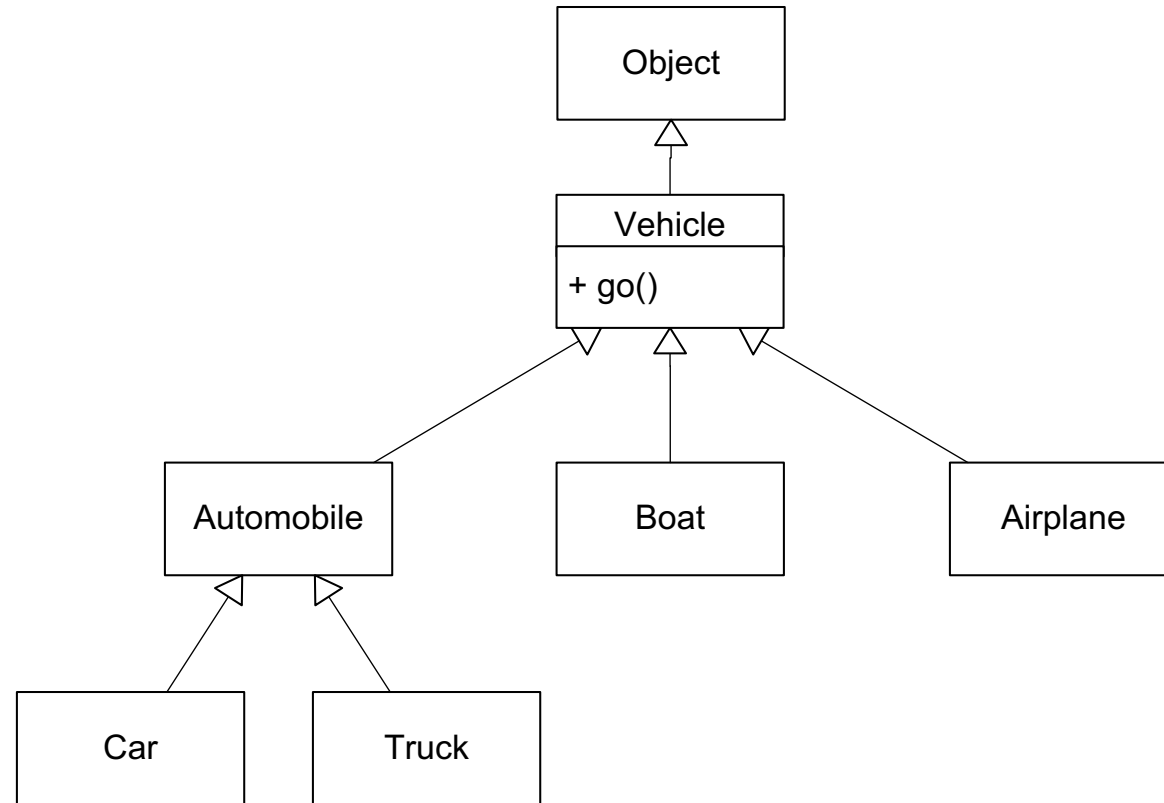 Object
Vehicle
+ go()
Automobile
Boat
Airplane
Car
Truck